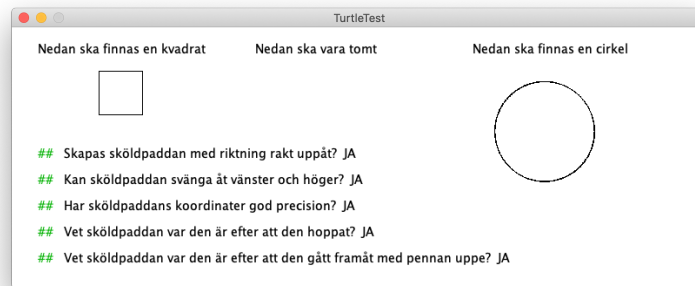 TurtleTest
Nedan ska finnas en kvadrat
Nedan ska vara tomt
Nedan ska finnas en cirkel
## Skapas sköldpaddan med riktning rakt uppåt? JA
## Kan sköldpaddan svänga åt vänster och höger? JA
## Har sköldpaddans koordinater god precision? JA
## Vet sköldpaddan var den är efter att den hoppat? JA
## Vet sköldpaddan var den är efter att den gått framåt med pennan uppe? JA